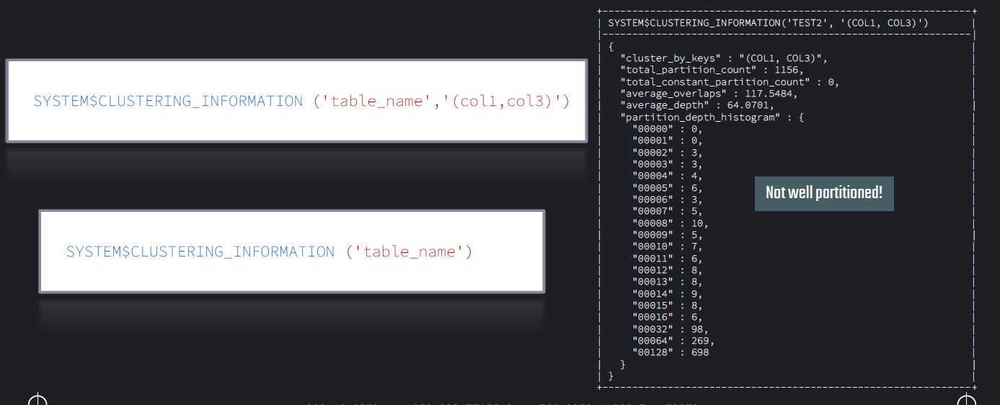 SYSTEM$CLUSTERING_INFORMATION ('table_name','(col1,col3)')
SYSTEM$CLUSTERING_INFORMATION ('table_name')
SYSTEM$CLUSTERING_INFORMATION('TEST2', '(COL1, COL3)')
{
"cluster_by_keys" : "(COL1, COL3)",
"total_partition_count" : 1156,
"total_constant_partition_count" : 0,
"average_overlaps" : 117.5484,
"average_depth" : 64.0701,
"partition_depth_histogram" : {
"00000" : 0,
"00001" : 0,
"00002" : 3,
"00003" : 3,
"00004" : 4,
"00005" : 6,
"00006" : 3,
"00007" : 5,
"00008" : 10,
"00009" : 5,
"00010" : 7,
"00011" : 6,
"00012" : 8,
"00013" : 8,
"00014" : 9,
"00015" : 8,
"00016" : 6,
"00032" : 98,
"00064" : 269,
"00128" : 698
}
}
Not well partitioned!